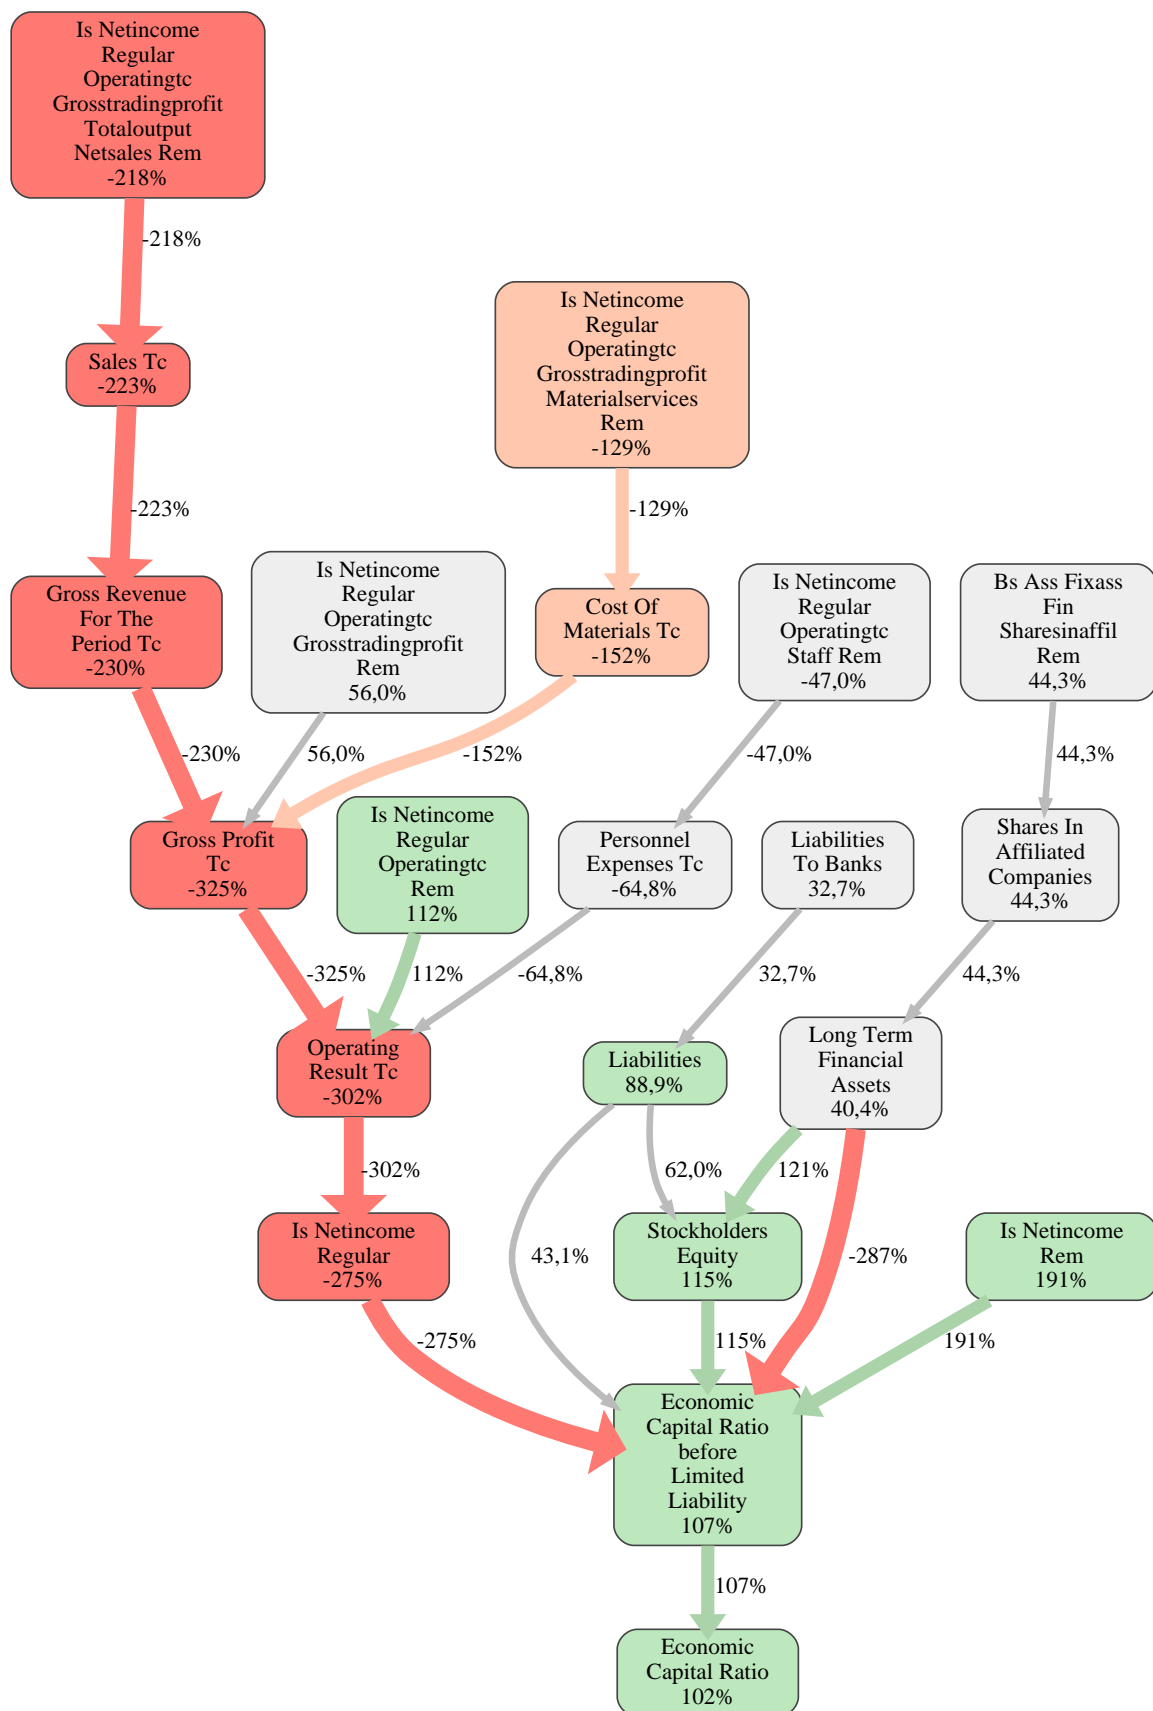 Is Netincome
Regular
Operatingtc
Grosstradingprofit
Totaloutput
Netsales Rem
-218%
-218%
Is Netincome
Regular
Operatingtc
Grosstradingprofit
Materialservices
Rem
-129%
Sales Tc
-223%
-223%
-129%
Gross Revenue
For The
Period Tc
-230%
Is Netincome
Regular
Operatingtc
Grosstradingprofit
Rem
56,0%
Cost Of
Materials Tc
-152%
Is Netincome
Regular
Operatingtc
Staff Rem
-47,0%
Bs Ass Fixass
Fin
Sharesinaffil
Rem
44,3%
-230%
56,0%
-152%
-47,0%
44,3%
Gross Profit
Tc
-325%
Is Netincome
Regular
Operatingtc
Rem
112%
Personnel
Expenses Tc
-64,8%
Liabilities
To Banks
32,7%
Shares In
Affiliated
Companies
44,3%
-325%
112%
-64,8%
32,7%
44,3%
Operating
Result Tc
-302%
Liabilities
88,9%
Long Term
Financial
Assets
40,4%
-302%
62,0%
121%
Is Netincome
Regular
-275%
43,1%
Stockholders
Equity
115%
-287%
Is Netincome
Rem
191%
-275%
115%
191%
Economic
Capital Ratio
before
Limited
Liability
107%
107%
Economic
Capital Ratio
102%